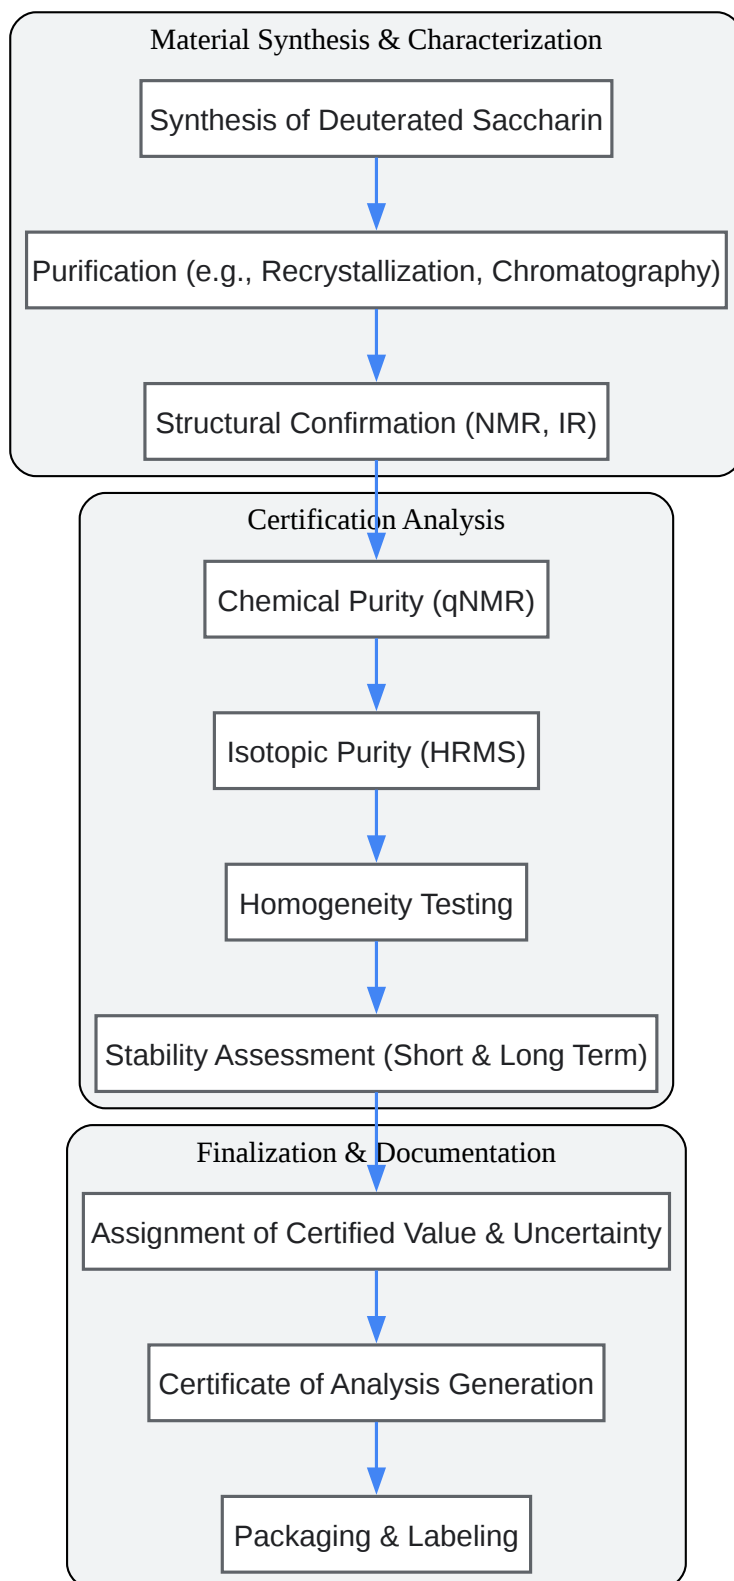 Material Synthesis & Characterization
Synthesis of Deuterated Saccharin
Purification (e.g., Recrystallization, Chromatography)
Structural Confirmation (NMR, IR)
Certification Analysis
Chemical Purity (qNMR)
Isotopic Purity (HRMS)
Homogeneity Testing
Stability Assessment (Short & Long Term)
Finalization & Documentation
Assignment of Certified Value & Uncertainty
Certificate of Analysis Generation
Packaging & Labeling